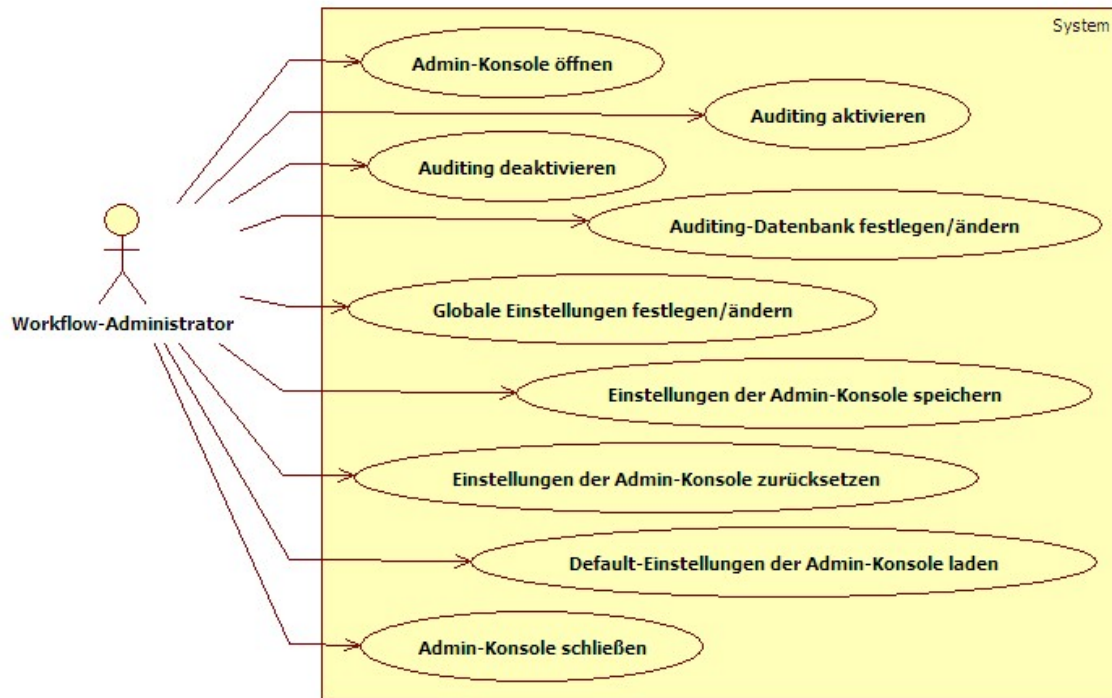 System
Admin-Konsole öffnen
Auditing aktivieren
Auditing deaktivieren
Auditing-Datenbank festlegen/ändern
Globale Einstellungen festlegen/ändern
Workflow-Administrator
Einstellungen der Admin-Konsole speichern
Einstellungen der Admin-Konsole zurücksetzen
Default-Einstellungen der Admin-Konsole laden
Admin-Konsole schließen